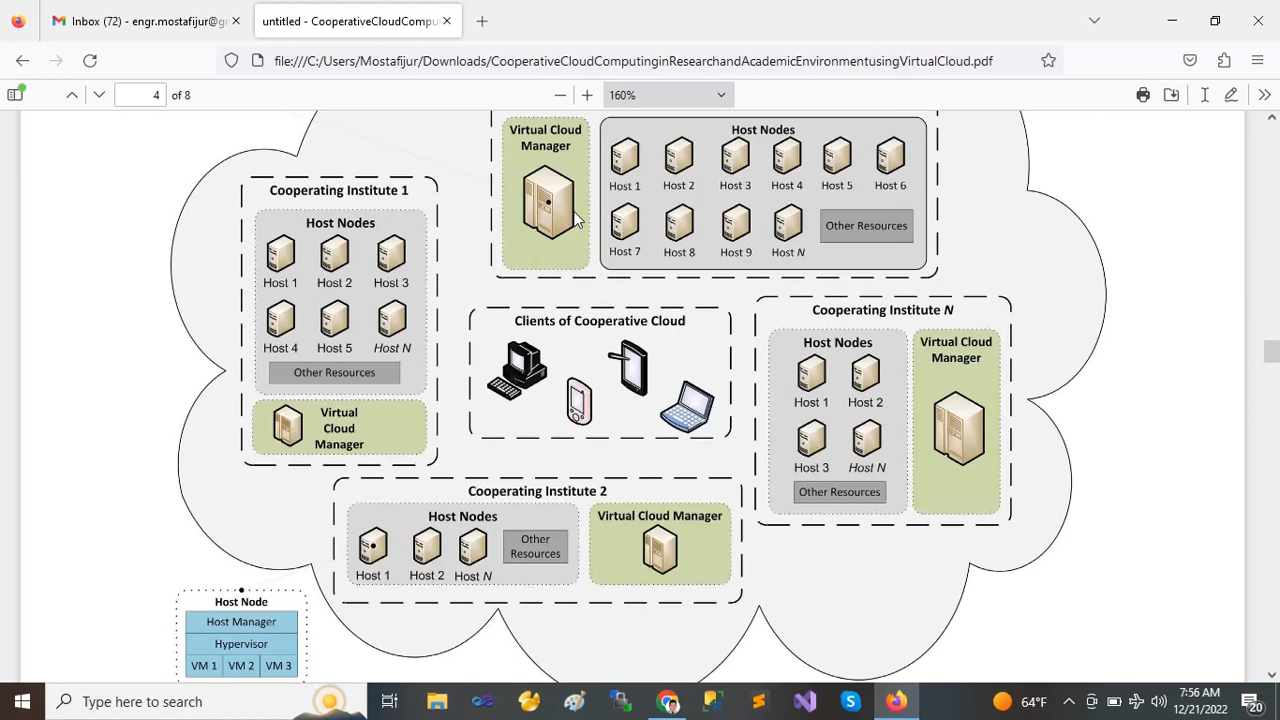 Inbox (72) - engr.mostafijur@gr
untitled - CooperativeCloudCompu
file:///C:/Users/Mostafijur/Downloads/CooperativeCloudComputinginResearchandAcademicEnvironmentusingVirtualCloud.pdf
4 of 8
160%
Virtual Cloud
Manager
Host Nodes
Host 1 Host 2 Host 3 Host 4 Host 5 Host 6
Host 7 Host 8 Host 9 Host N Other Resources
Cooperating Institute 1
Host Nodes
Host 1 Host 2 Host 3
Host 4 Host 5 Host N
Other Resources
Virtual
Cloud
Manager
Clients of Cooperative Cloud
Cooperating Institute N
Host Nodes
Host 1 Host 2
Host 3 Host N
Other Resources
Virtual Cloud
Manager
Cooperating Institute 2
Host Nodes
Host 1 Host 2 Host N
Other
Resources
Virtual Cloud Manager
Host Node
Host Manager
Hypervisor
VM 1 VM 2 VM 3
Type here to search
64°F
7:56 AM
12/21/2022
20